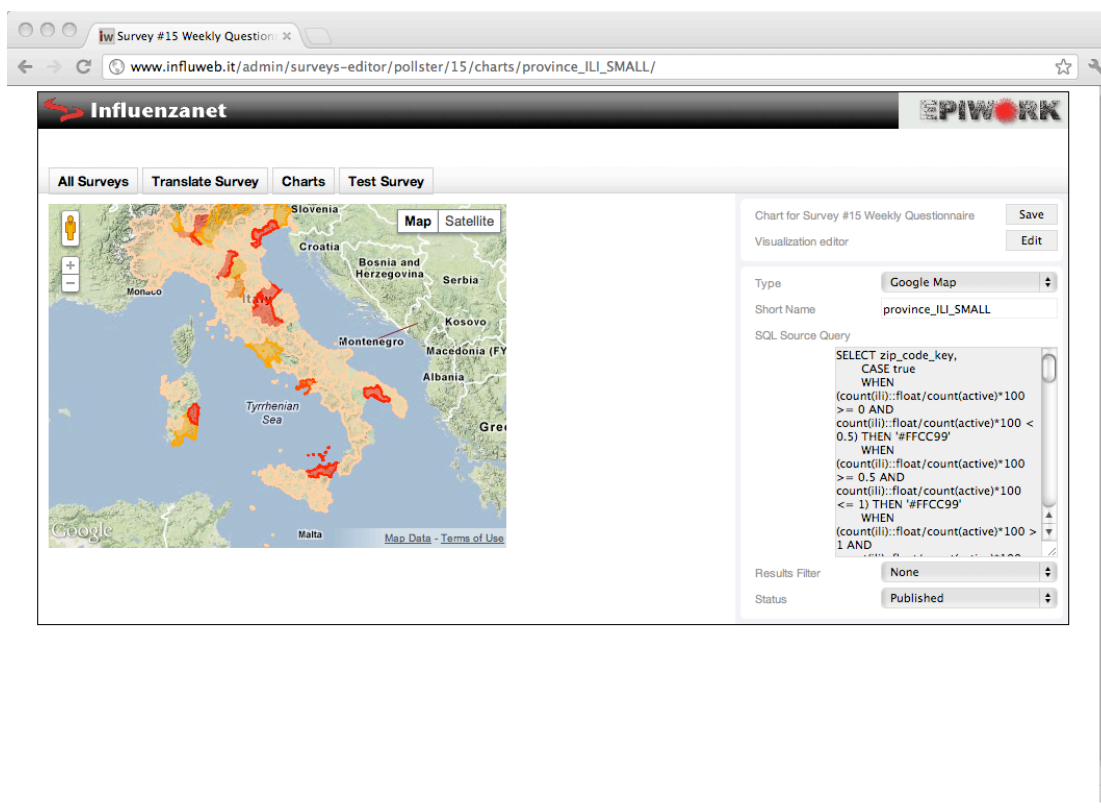 iw Survey #15 Weekly Question
www.influweb.it/admin/surveys-editor/pollster/15/charts/province_ILI_SMALL/
Influenzanet
EPIWORK
All Surveys
Translate Survey
Charts
Test Survey
Map
Satellite
Slovenia
Croatia
Bosnia and
Herzegovina
Serbia
Monaco
Italy
Kosovo
Montenegro
Macedonia (FY
Albania
Tyrrhenian
Sea
Gree
Malta
Google
Map Data - Terms of Use
Chart for Survey #15 Weekly Questionnaire
Save
Visualization editor
Edit
Type
Google Map
Short Name
province_ILI_SMALL
SQL Source Query
SELECT zip_code_key,
CASE true
WHEN
(count(ili)::float/count(active)*100
>= 0 AND
count(ili)::float/count(active)*100 <
0.5) THEN '#FFCC99'
WHEN
(count(ili)::float/count(active)*100
>= 0.5 AND
count(ili)::float/count(active)*100
<= 1) THEN '#FFCC99'
WHEN
(count(ili)::float/count(active)*100 >
1 AND
Results Filter
None
Status
Published